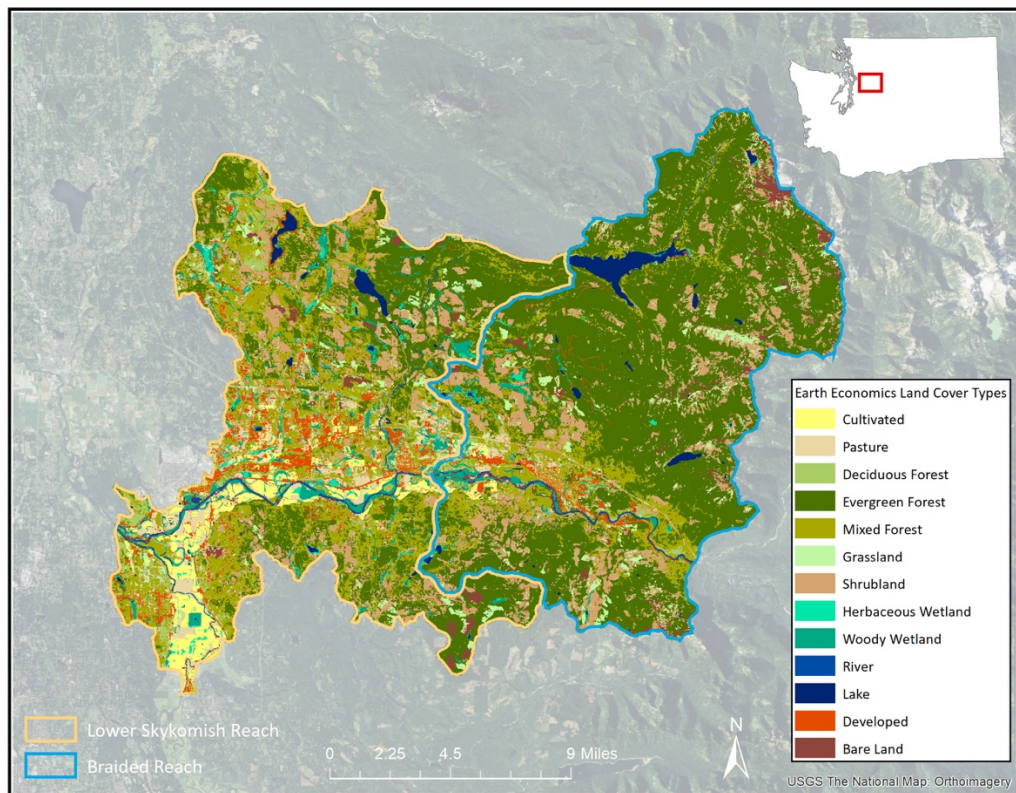 Earth Economics Land Cover Types
Cultivated
Pasture
Deciduous Forest
Evergreen Forest
Mixed Forest
Grassland
Shrubland
Herbaceous Wetland
Woody Wetland
River
Lake
Developed
Bare Land
Lower Skykomish Reach
Braided Reach
0 2.25 4.5 9 Miles
N
USGS The National Map: Orthoimagery